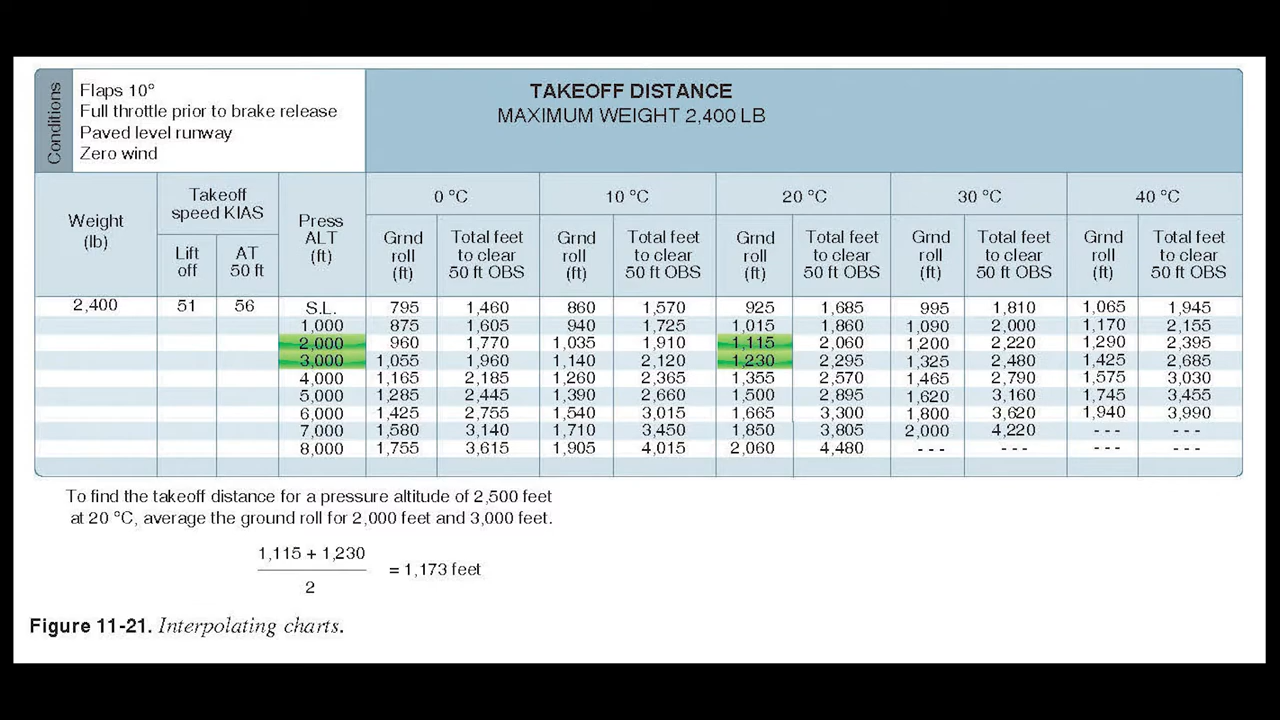 Conditions
Flaps 10°
Full throttle prior to brake release
Paved level runway
Zero wind
TAKEOFF DISTANCE
MAXIMUM WEIGHT 2,400 LB
Weight (lb)
Takeoff speed KIAS
Lift off
AT 50 ft
Press ALT (ft)
0 °C
10 °C
20 °C
30 °C
40 °C
Grnd roll (ft) Total feet to clear 50 ft OBS Grnd roll (ft) Total feet to clear 50 ft OBS Grnd roll (ft) Total feet to clear 50 ft OBS Grnd roll (ft) Total feet to clear 50 ft OBS Grnd roll (ft) Total feet to clear 50 ft OBS
2,400 51 56 S.L. 795 1,460 860 1,570 925 1,685 995 1,810 1,065 1,945
1,000 875 1,605 940 1,725 1,015 1,860 1,090 2,000 1,170 2,155
2,000 960 1,770 1,035 1,910 1,115 2,060 1,200 2,220 1,290 2,395
3,000 1,055 1,960 1,140 2,120 1,230 2,295 1,325 2,480 1,425 2,685
4,000 1,165 2,185 1,260 2,365 1,355 2,570 1,465 2,790 1,575 3,030
5,000 1,285 2,445 1,390 2,660 1,500 2,895 1,620 3,160 1,745 3,455
6,000 1,425 2,755 1,540 3,015 1,665 3,300 1,800 3,620 1,940 3,990
7,000 1,580 3,140 1,710 3,450 1,850 3,805 2,000 4,220 - - - - - -
8,000 1,755 3,615 1,905 4,015 2,060 4,480 - - - - - - - - - - - -
To find the takeoff distance for a pressure altitude of 2,500 feet
at 20 °C, average the ground roll for 2,000 feet and 3,000 feet.
1,115 + 1,230
2
= 1,173 feet
Figure 11-21. Interpolating charts.